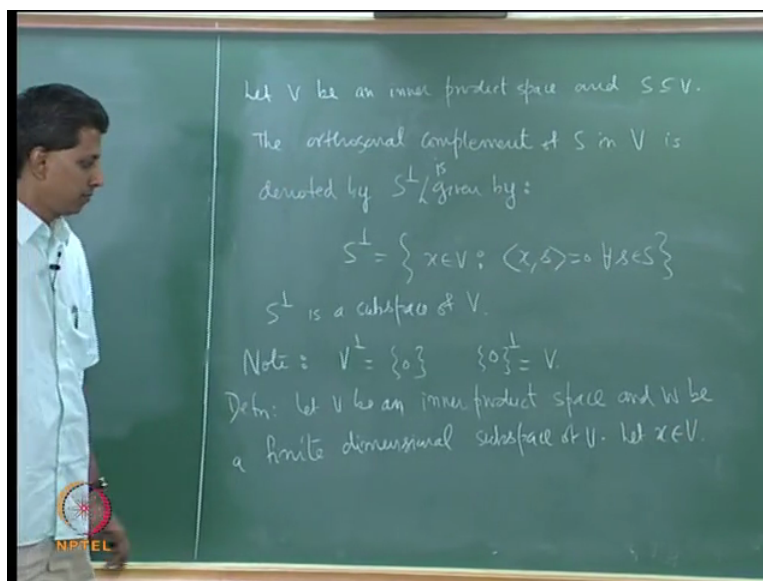 Let V be an inner product space and S ⊆ V.
The orthogonal complement of S in V is
denoted by S⊥ & is given by:
S⊥ = { x ∈ V : ⟨x, s⟩ = 0 ∀ s ∈ S }
S⊥ is a subspace of V.
Note: V⊥ = {0} {0}⊥ = V.
Defn: Let V be an inner product space and W be
a finite dimensional subspace of V. Let x ∈ V.
NPTEL